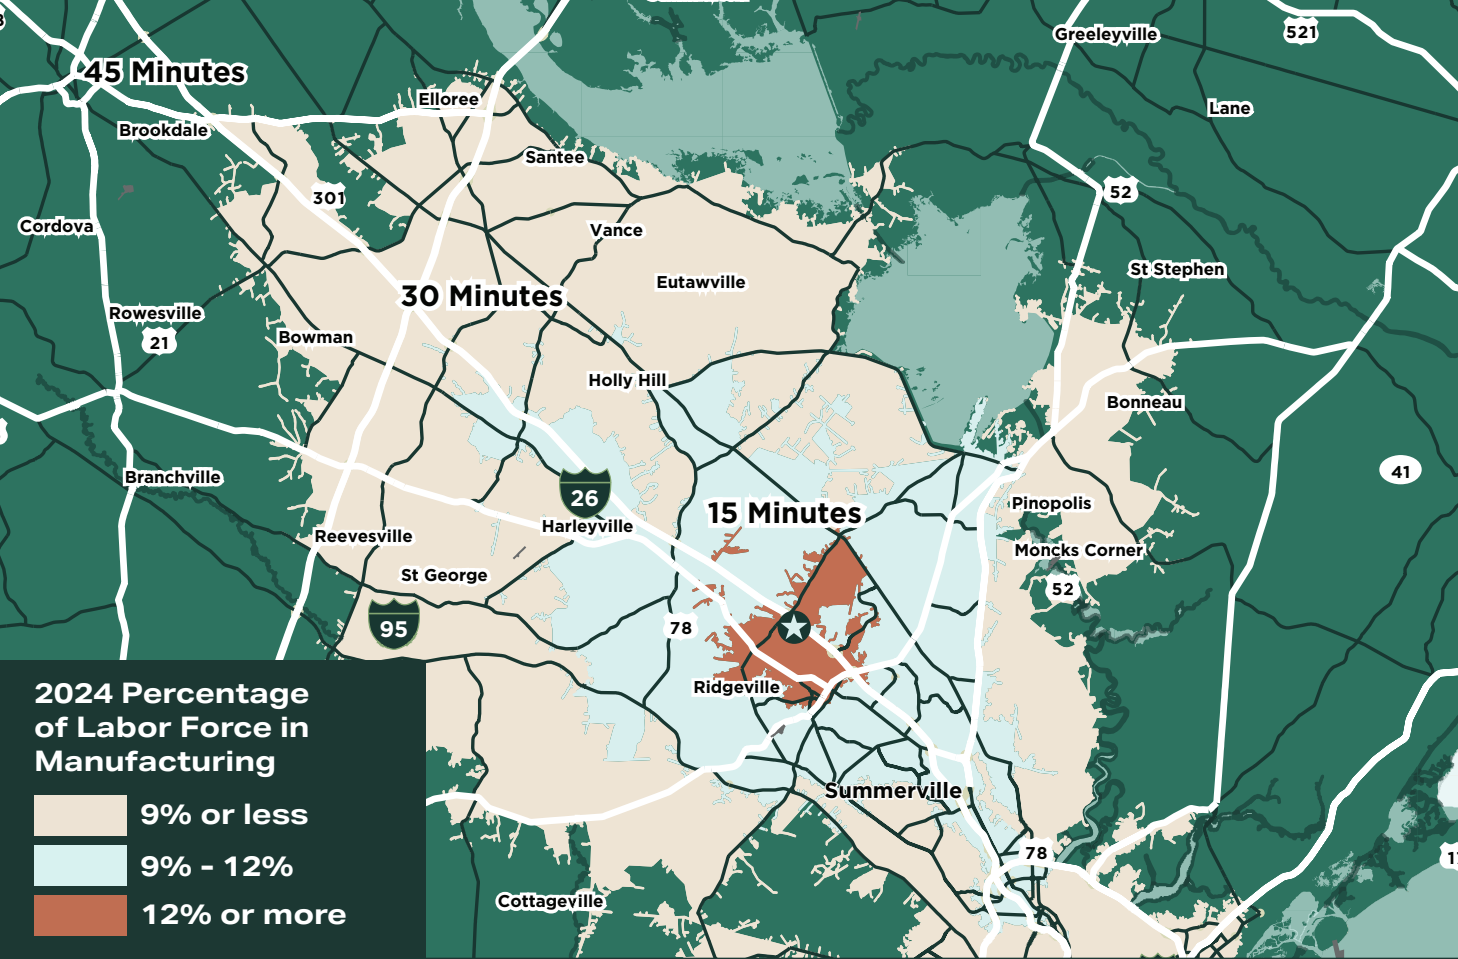 Greeleyville
521
45 Minutes
Elloree
Lane
Brookdale
Santee
301
52
Cordova
Vance
St Stephen
Eutawville
30 Minutes
Rowesville
21
Bowman
Holly Hill
Bonneau
41
Branchville
26
Pinopolis
15 Minutes
Harleyville
Reevesville
Moncks Corner
St George
52
95
78
Ridgeville
2024 Percentage
of Labor Force in
Manufacturing
9% or less
9% - 12%
12% or more
Summerville
78
Cottageville